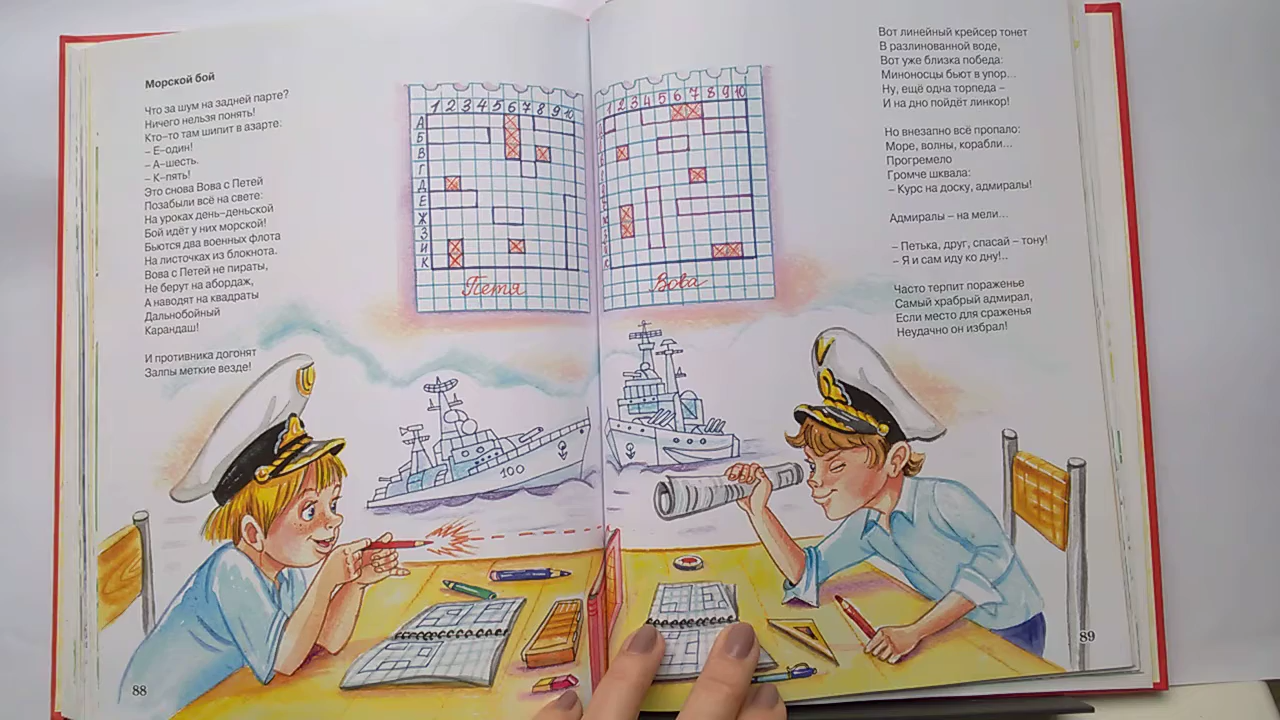 Морской бой
Что за шум на задней парте?
Ничего нельзя понять!
Кто–то там шипит в азарте:
– Е–один!
– А–шесть.
– К–пять!
Это снова Вова с Петей
Позабыли всё на свете:
На уроках день–деньской
Бой идёт у них морской!
Бьются два военных флота
На листочках из блокнота.
Вова с Петей не пираты,
Не берут на абордаж,
А наводят на квадраты
Дальнобойный
Карандаш!
И противника догонят
Залпы меткие везде!
1 2 3 4 5 6 7 8 9 10
А
Б
В
Г
Д
Е
Ж
З
И
К
Петя
1 2 3 4 5 6 7 8 9 10
Вова
100
88
Вот линейный крейсер тонет
В разлинованной воде,
Вот уже близка победа:
Миноносцы бьют в упор...
Ну, ещё одна торпеда –
И на дно пойдёт линкор!
Но внезапно всё пропало:
Море, волны, корабли...
Прогремело
Громче шквала:
– Курс на доску, адмиралы!
Адмиралы – на мели...
– Петька, друг, спасай – тону!
– Я и сам иду ко дну!..
Часто терпит пораженье
Самый храбрый адмирал,
Если место для сраженья
Неудачно он избрал!
89